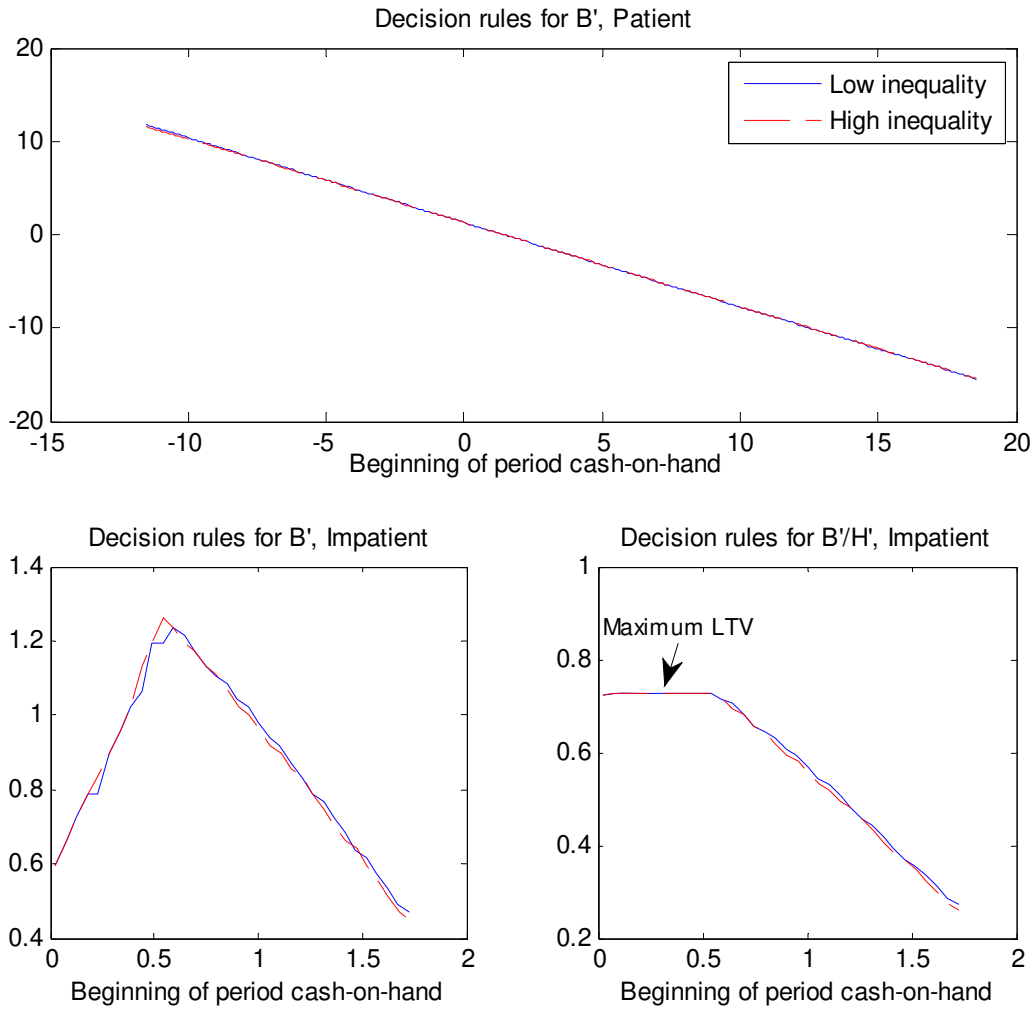 Decision rules for B', Patient
20
10
0
-10
-20
Low inequality
High inequality
-15 -10 -5 0 5 10 15 20
Beginning of period cash-on-hand
Decision rules for B', Impatient
1.4
1.2
1
0.8
0.6
0.4
0 0.5 1 1.5 2
Beginning of period cash-on-hand
Decision rules for B'/H', Impatient
1
0.8
0.6
0.4
0.2
Maximum LTV
0 0.5 1 1.5 2
Beginning of period cash-on-hand